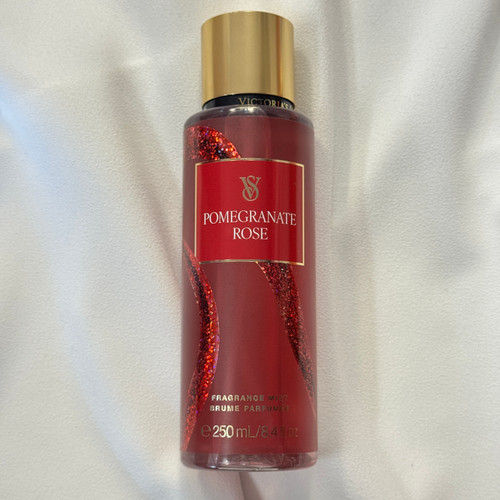 VICTORIA'S
VS
POMEGRANATE
ROSE
FRAGRANCE MIST
BRUME PARFUMÉE
℮ 250 mL/8.4